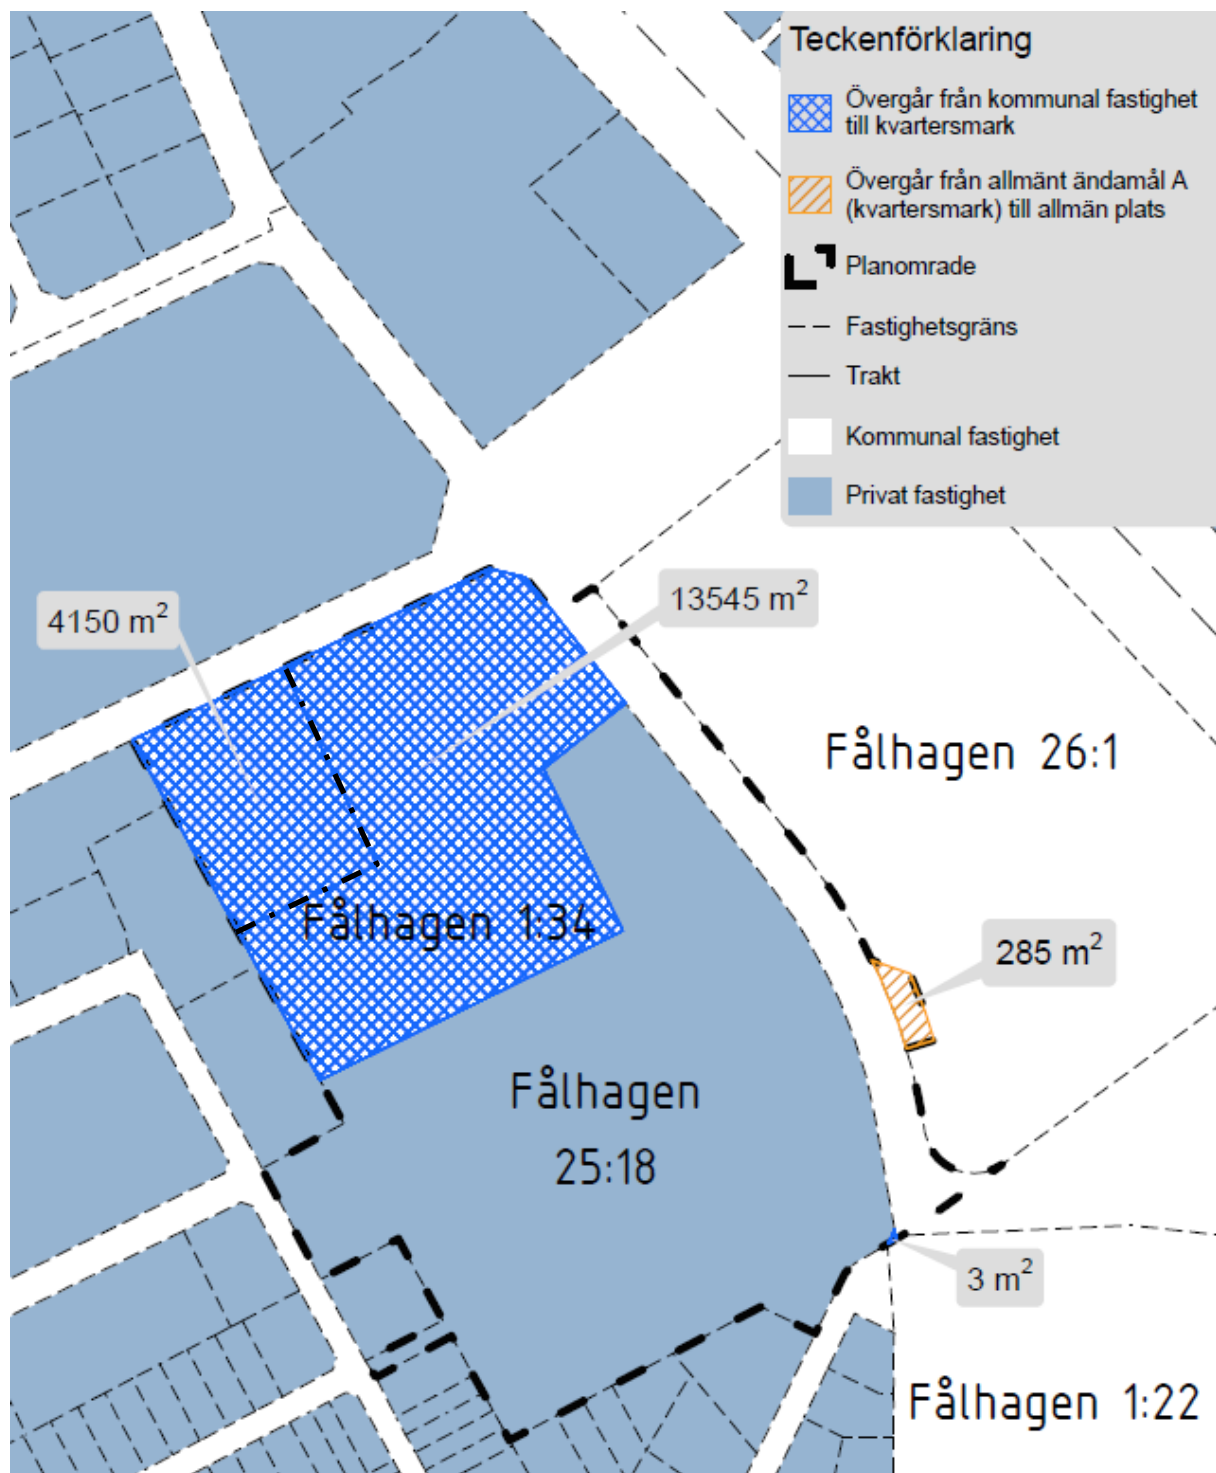 Teckenförklaring
Övergår från kommunal fastighet
till kvartersmark
Övergår från allmänt ändamål A
(kvartersmark) till allmän plats
Planomrade
Fastighetsgräns
Trakt
Kommunal fastighet
Privat fastighet
4150 m²
13545 m²
Fålhagen 26:1
Fålhagen 1:34
285 m²
Fålhagen
25:18
3 m²
Fålhagen 1:22